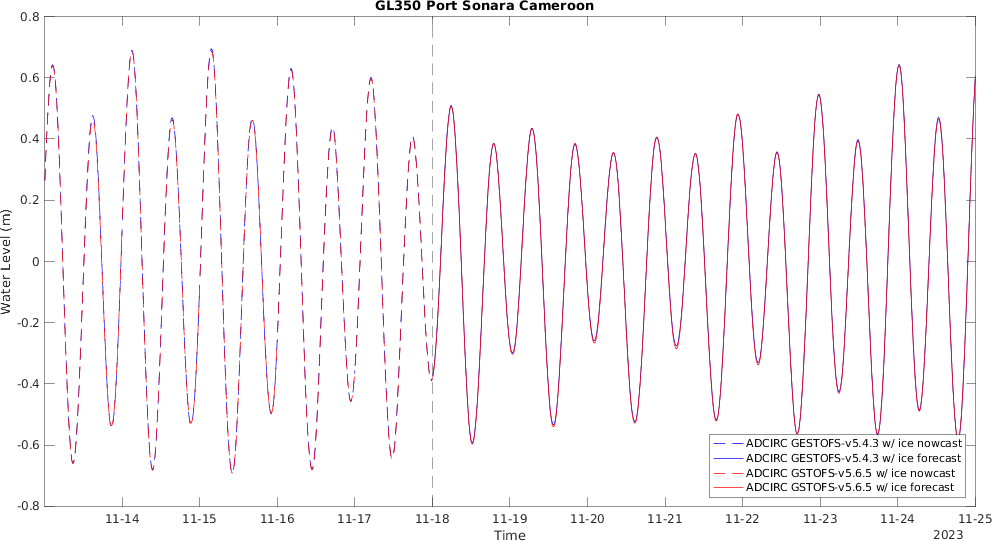 GL350 Port Sonara Cameroon
0.8
0.6
0.4
0.2
0
-0.2
-0.4
-0.6
-0.8
Water Level (m)
ADCIRC GESTOFS-v5.4.3 w/ ice nowcast
ADCIRC GESTOFS-v5.4.3 w/ ice forecast
ADCIRC GSTOFS-v5.6.5 w/ ice nowcast
ADCIRC GSTOFS-v5.6.5 w/ ice forecast
11-14 11-15 11-16 11-17 11-18 11-19 11-20 11-21 11-22 11-23 11-24 11-25
Time
2023